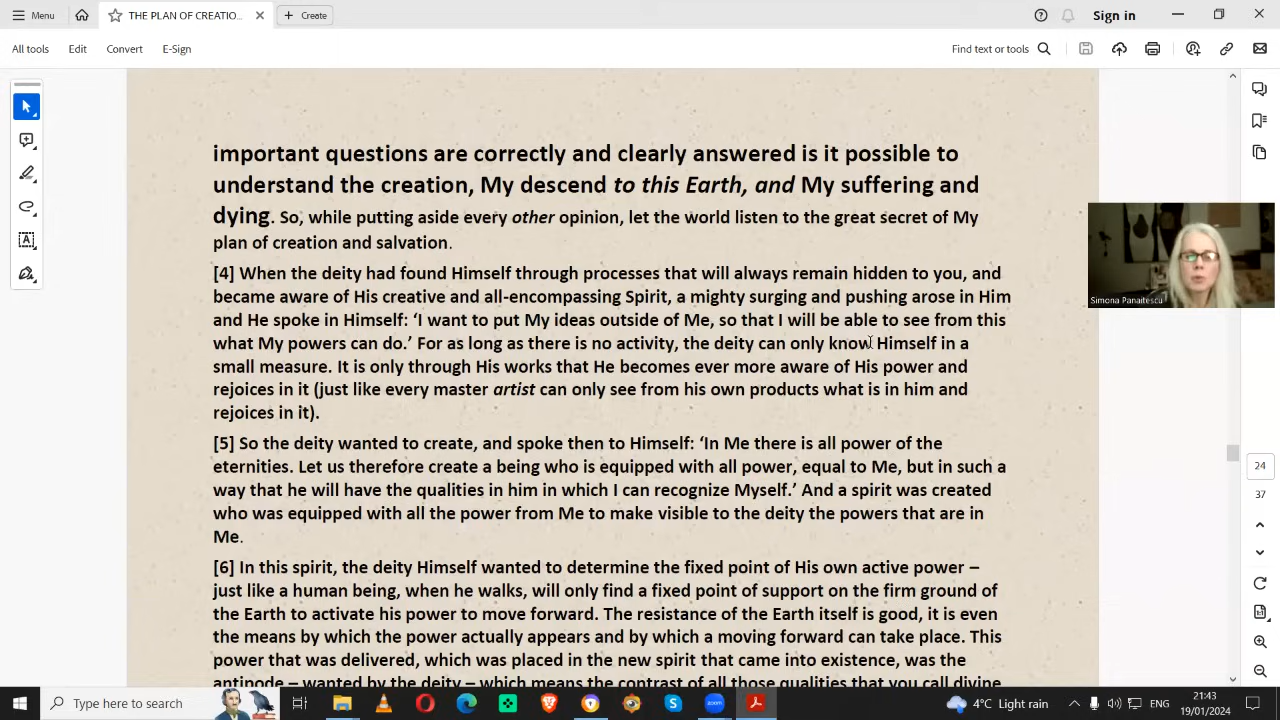 Menu
THE PLAN OF CREATIO...
Create
Sign in
All tools
Edit
Convert
E-Sign
Find text or tools
important questions are correctly and clearly answered is it possible to
understand the creation, My descend to this Earth, and My suffering and
dying. So, while putting aside every other opinion, let the world listen to the great secret of My
plan of creation and salvation.
[4] When the deity had found Himself through processes that will always remain hidden to you, and
became aware of His creative and all-encompassing Spirit, a mighty surging and pushing arose in Him
and He spoke in Himself: ‘I want to put My ideas outside of Me, so that I will be able to see from this
what My powers can do.’ For as long as there is no activity, the deity can only know Himself in a
small measure. It is only through His works that He becomes ever more aware of His power and
rejoices in it (just like every master artist can only see from his own products what is in him and
rejoices in it).
[5] So the deity wanted to create, and spoke then to Himself: ‘In Me there is all power of the
eternities. Let us therefore create a being who is equipped with all power, equal to Me, but in such a
way that he will have the qualities in him in which I can recognize Myself.’ And a spirit was created
who was equipped with all the power from Me to make visible to the deity the powers that are in
Me.
[6] In this spirit, the deity Himself wanted to determine the fixed point of His own active power –
just like a human being, when he walks, will only find a fixed point of support on the firm ground of
the Earth to activate his power to move forward. The resistance of the Earth itself is good, it is even
the means by which the power actually appears and by which a moving forward can take place. This
power that was delivered, which was placed in the new spirit that came into existence, was the
antipode – wanted by the deity – which means the contrast of all those qualities that you call divine
Simona Panaitescu
24
37
Type here to search
4°C Light rain
ENG
21:43
19/01/2024